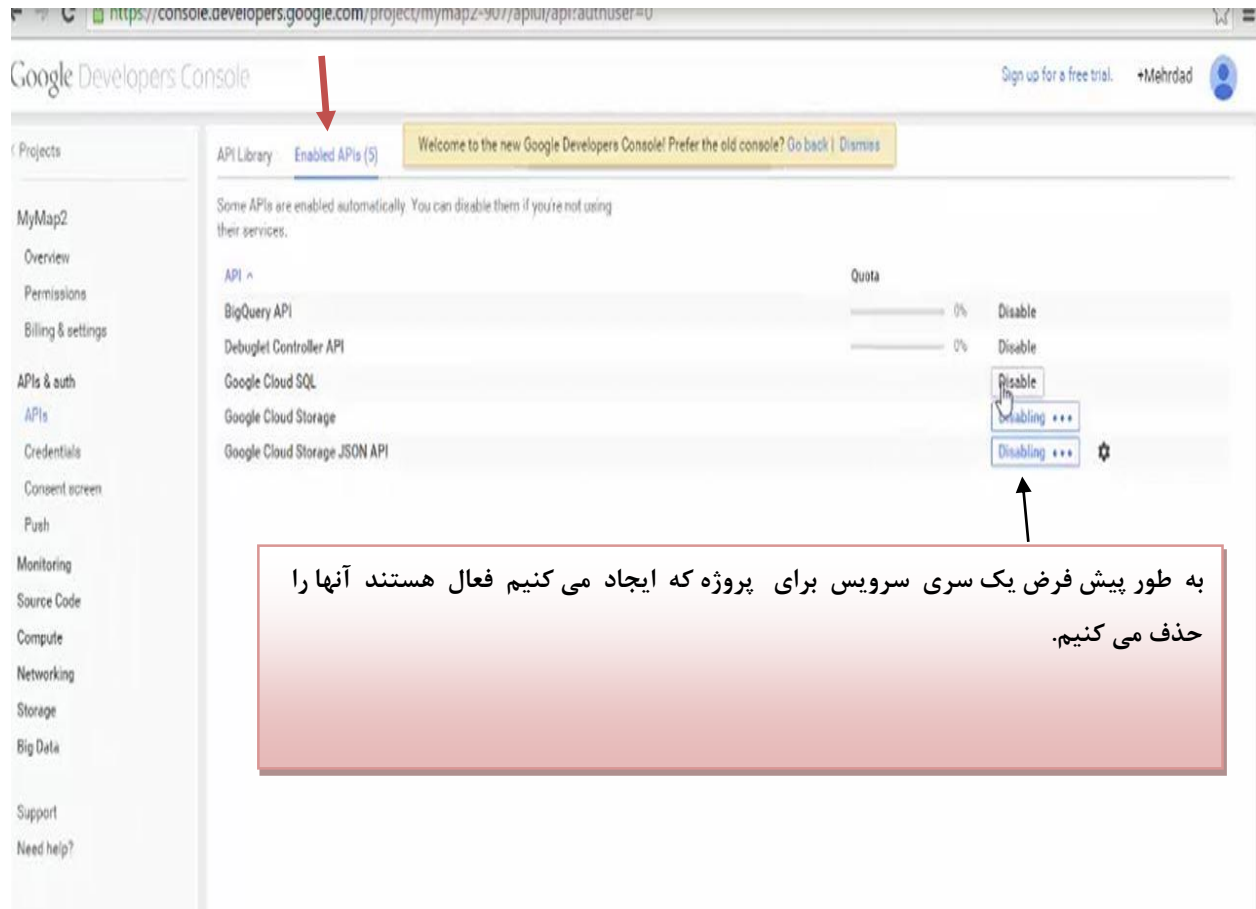 https://console.developers.google.com/project/mymap2-907/apiui/api?authuser=0
Google Developers Console
Sign up for a free trial. +Mehrdad
Projects
MyMap2
Overview
Permissions
Billing & settings
APIs & auth
APIs
Credentials
Consent screen
Push
Monitoring
Source Code
Compute
Networking
Storage
Big Data
Support
Need help?
API Library Enabled APIs (5)
Welcome to the new Google Developers Console! Prefer the old console? Go back | Dismiss
Some APIs are enabled automatically. You can disable them if you're not using
their services.
API Quota
BigQuery API 0% Disable
Debuglet Controller API 0% Disable
Google Cloud SQL Disable
Google Cloud Storage Disabling •••
Google Cloud Storage JSON API Disabling •••
به طور پیش فرض یک سری سرویس برای پروژه که ایجاد می کنیم فعال هستند آنها را
حذف می کنیم.